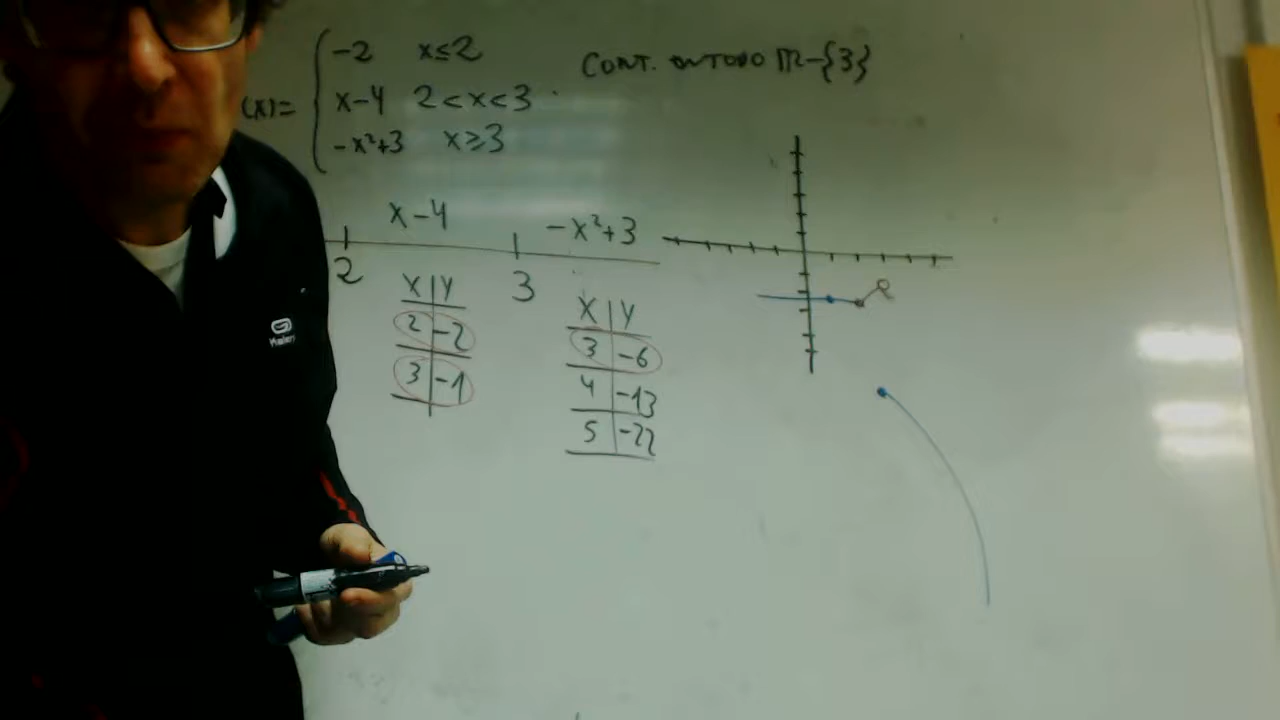 (x)= { -2 x≤2
x-4 2<x<3
-x²+3 x≥3
CONT. EN TODO ℝ-{3}
x-4
-x²+3
2 3
x | y
2 | -2
3 | -1
x | y
3 | -6
4 | -13
5 | -22